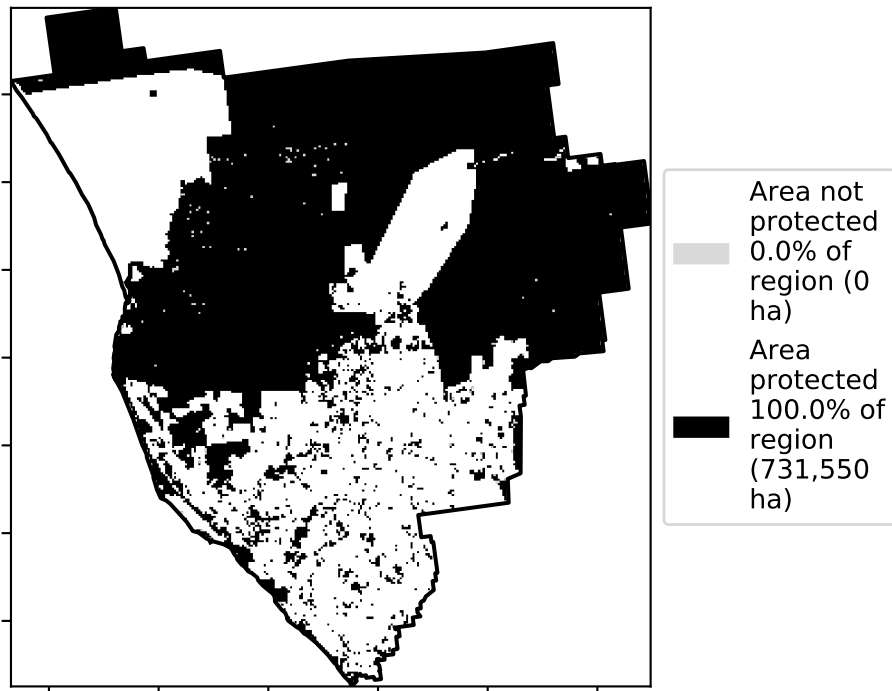 Area not
protected
0.0% of
region (0
ha)
Area
protected
100.0% of
region
(731,550
ha)